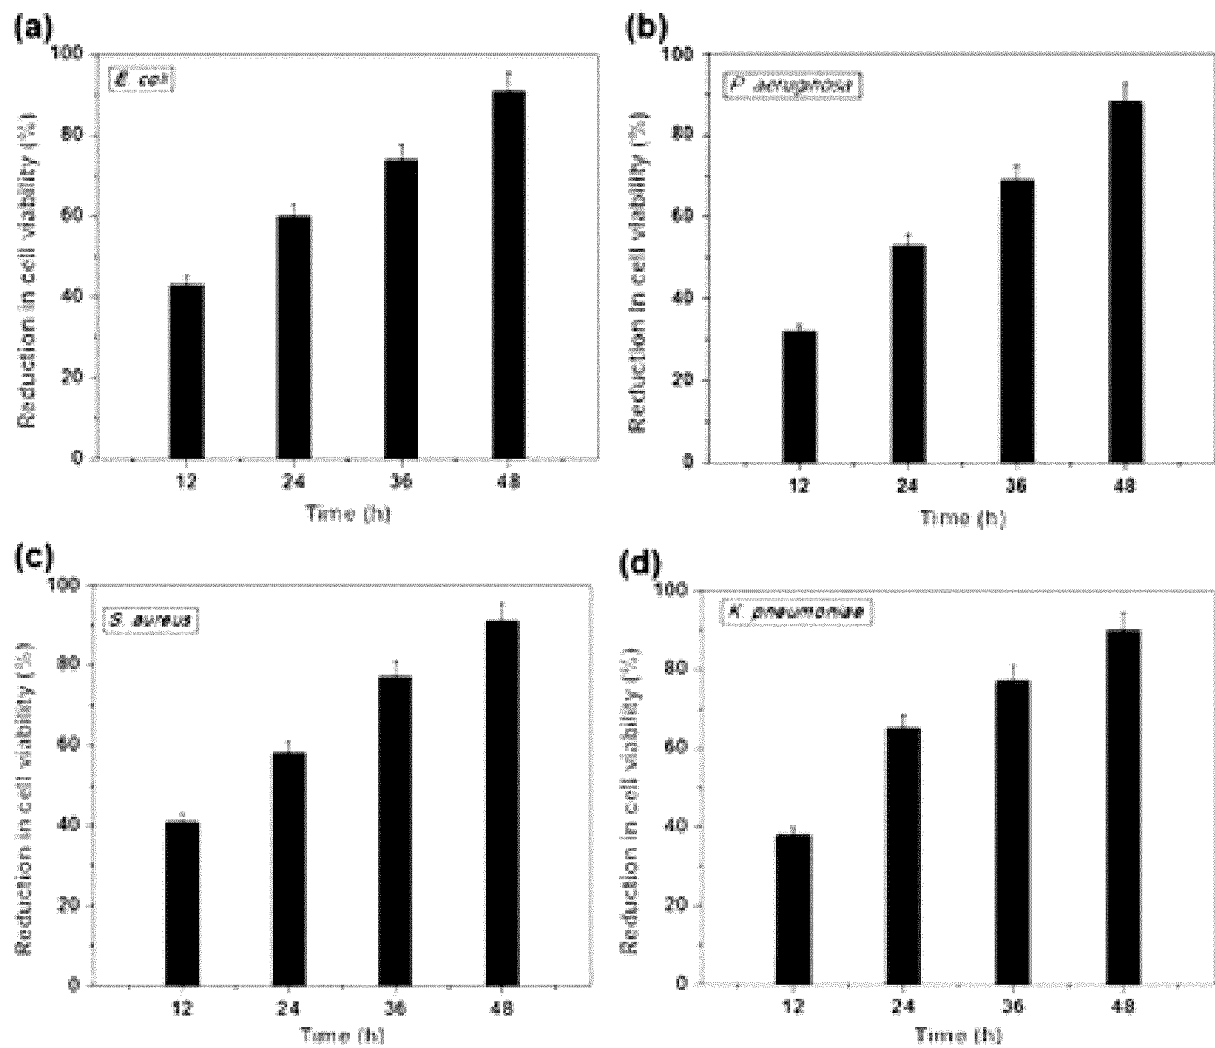 (a)
100
80
60
40
20
0
Reduction in cell viability (%)
E. coli
12 24 36 48
Time (h)
(b)
100
80
60
40
20
0
Reduction in cell viability (%)
P. aeruginosa
12 24 36 48
Time (h)
(c)
100
80
60
40
20
0
Reduction in cell viability (%)
S. aureus
12 24 36 48
Time (h)
(d)
100
80
60
40
20
0
Reduction in cell viability (%)
K. pneumoniae
12 24 36 48
Time (h)